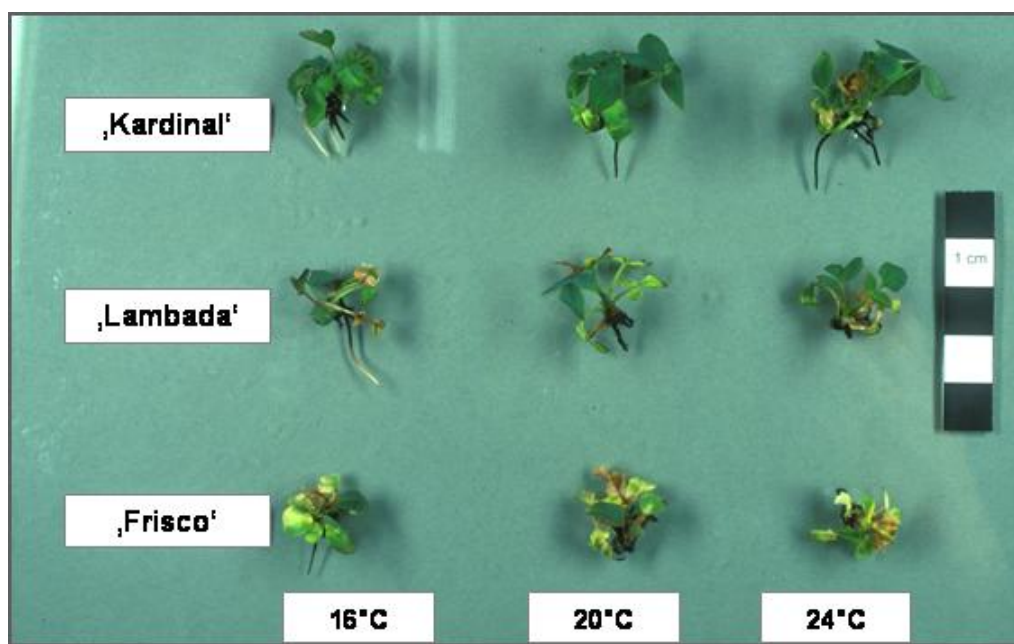 ‚Kardinal‘
1 cm
‚Lambada‘
‚Frisco‘
16°C
20°C
24°C